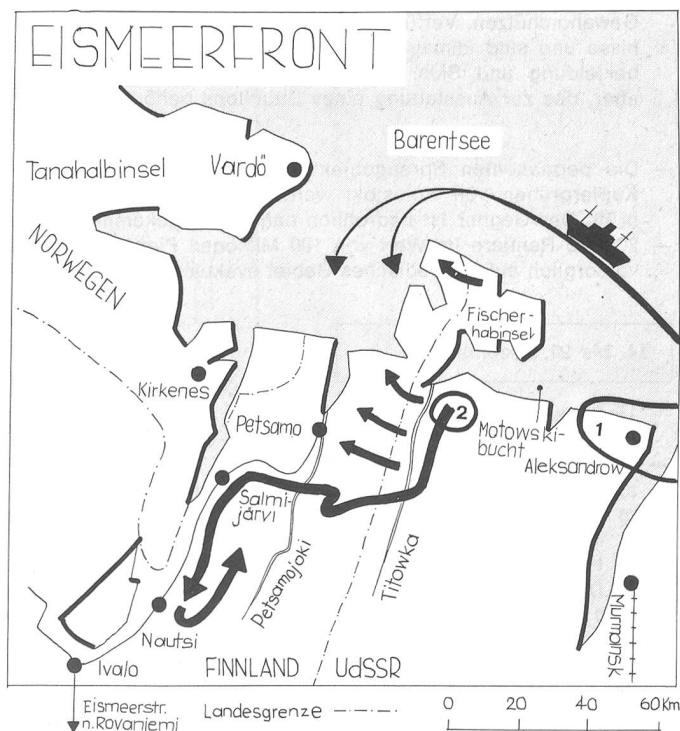 EISMEERFRONT
Barentsee
Tanahalbinsel
Vardö
NORWEGEN
Fischer-
habinsel
Kirkenes
Petsamo
2
Motowski-
bucht
1
Aleksandrow
Salmi-
järvi
Petsamojoki
Titowka
Murmansk
Nautsi
Ivalo
FINNLAND
UdSSR
Eismeerstr.
n.Rovaniemi
Landesgrenze
0 20 40 60 Km